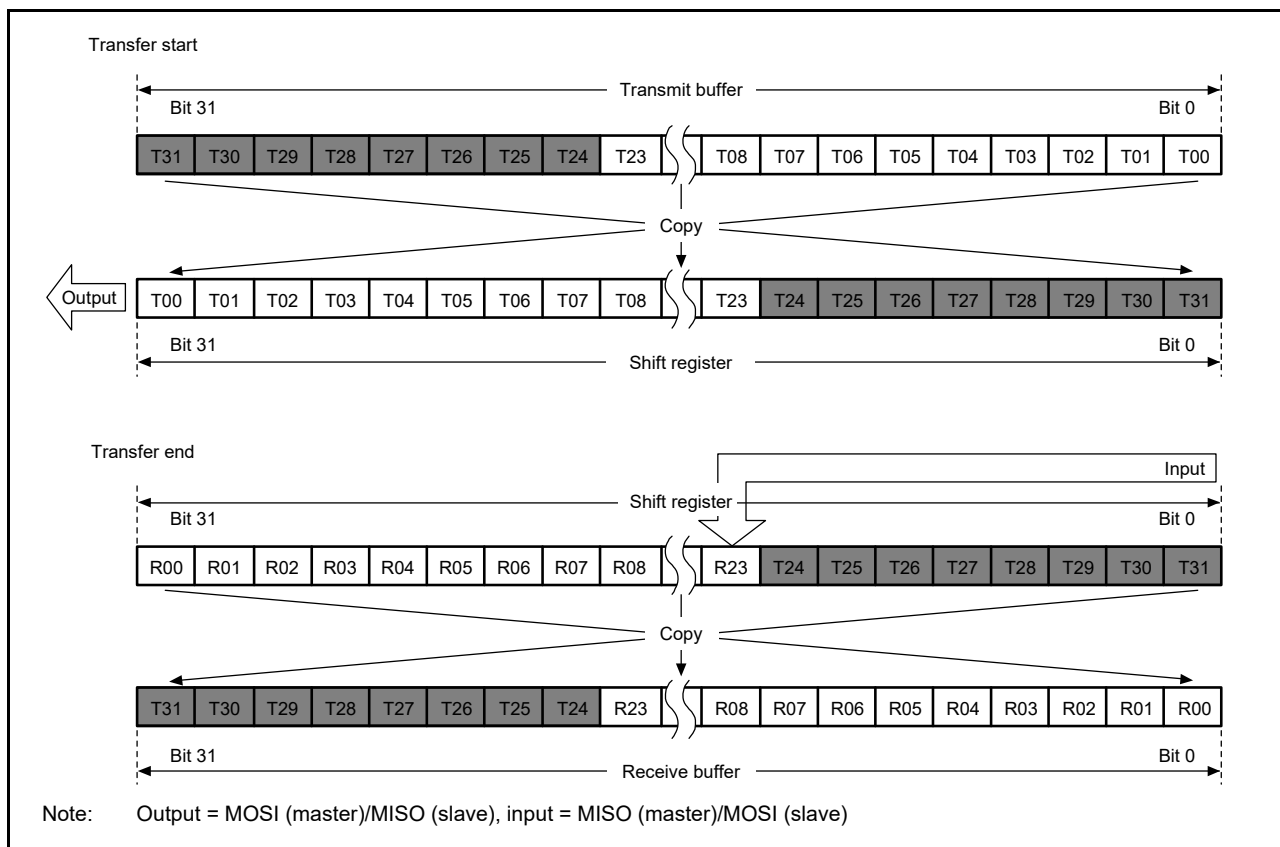 Transfer start
Transmit buffer
Bit 31 Bit 0
T31 T30 T29 T28 T27 T26 T25 T24 T23 T08 T07 T06 T05 T04 T03 T02 T01 T00
Copy
Output T00 T01 T02 T03 T04 T05 T06 T07 T08 T23 T24 T25 T26 T27 T28 T29 T30 T31
Bit 31 Bit 0
Shift register
Transfer end
Input
Shift register
Bit 31 Bit 0
R00 R01 R02 R03 R04 R05 R06 R07 R08 R23 T24 T25 T26 T27 T28 T29 T30 T31
Copy
T31 T30 T29 T28 T27 T26 T25 T24 R23 R08 R07 R06 R05 R04 R03 R02 R01 R00
Bit 31 Bit 0
Receive buffer
Note: Output = MOSI (master)/MISO (slave), input = MISO (master)/MOSI (slave)